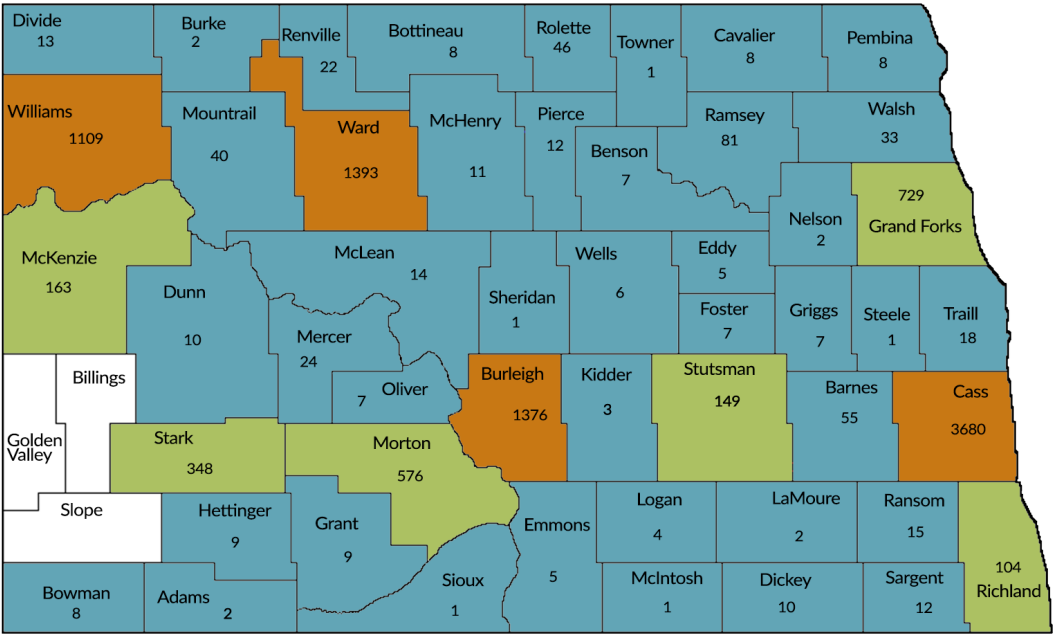 Divide
13
Burke
2
Renville
22
Bottineau
8
Rolette
46
Towner
1
Cavalier
8
Pembina
8
Williams
1109
Mountrail
40
Ward
1393
McHenry
11
Pierce
12
Benson
7
Ramsey
81
Walsh
33
Nelson
2
729
Grand Forks
McKenzie
163
Dunn
10
McLean
14
Mercer
24
7 Oliver
Sheridan
1
Wells
6
Eddy
5
Foster
7
Griggs
7
Steele
1
Traill
18
Billings
Golden
Valley
Stark
348
Morton
576
Burleigh
1376
Kidder
3
Stutsman
149
Barnes
55
Cass
3680
Slope
Hettinger
9
Grant
9
Emmons
5
Logan
4
LaMoure
2
Ransom
15
104
Richland
Bowman
8
Adams
2
Sioux
1
McIntosh
1
Dickey
10
Sargent
12